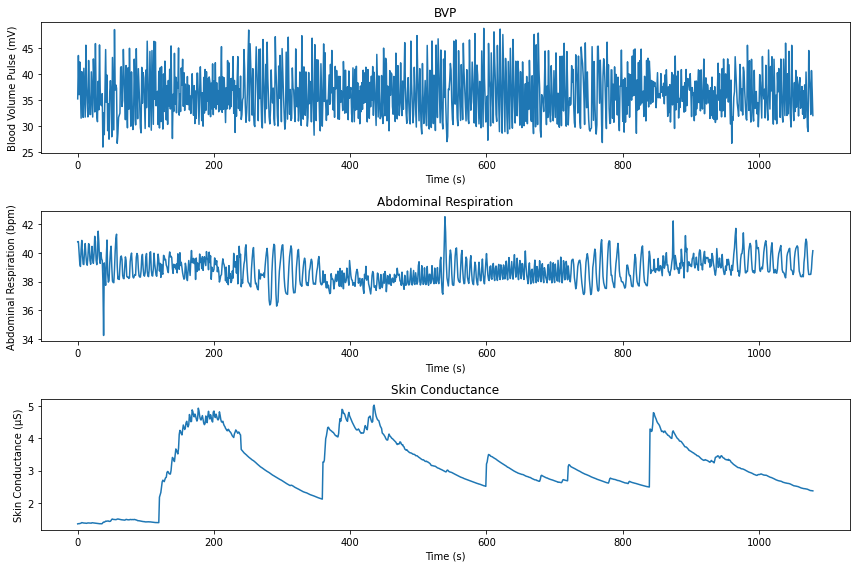 BVP
Blood Volume Pulse (mV)
45
40
35
30
25
0 200 400 600 800 1000
Time (s)
Abdominal Respiration
Abdominal Respiration (bpm)
42
40
38
36
34
0 200 400 600 800 1000
Time (s)
Skin Conductance
Skin Conductance (μS)
5
4
3
2
0 200 400 600 800 1000
Time (s)